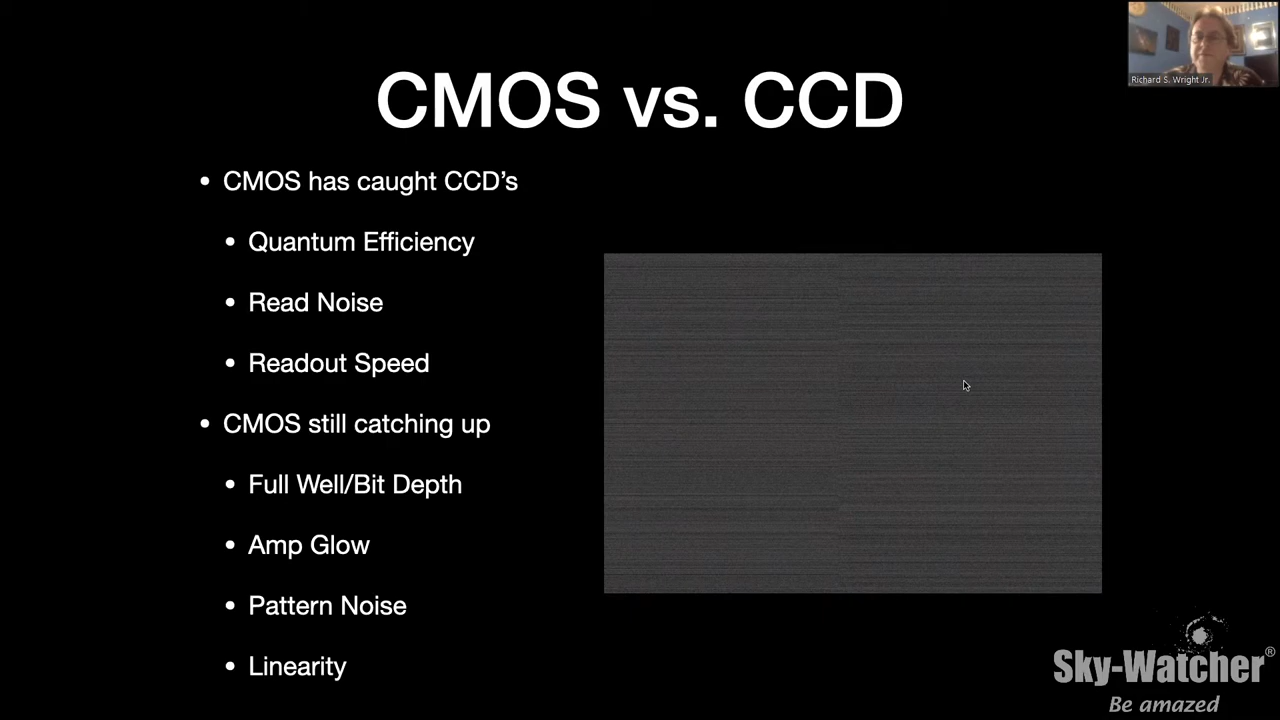 Richard S. Wright Jr.
CMOS vs. CCD
• CMOS has caught CCD’s
• Quantum Efficiency
• Read Noise
• Readout Speed
• CMOS still catching up
• Full Well/Bit Depth
• Amp Glow
• Pattern Noise
• Linearity
Sky-Watcher®
Be amazed